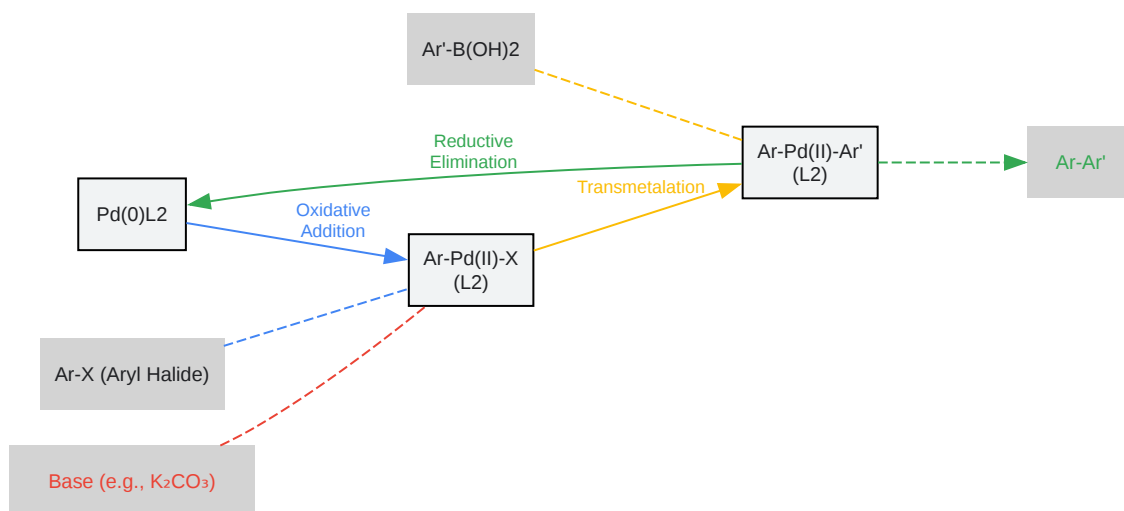 Ar'-B(OH)2
Reductive
Elimination
Ar-Pd(II)-Ar'
(L2)
Ar-Ar'
Transmetalation
Pd(0)L2
Oxidative
Addition
Ar-Pd(II)-X
(L2)
Ar-X (Aryl Halide)
Base (e.g., K₂CO₃)